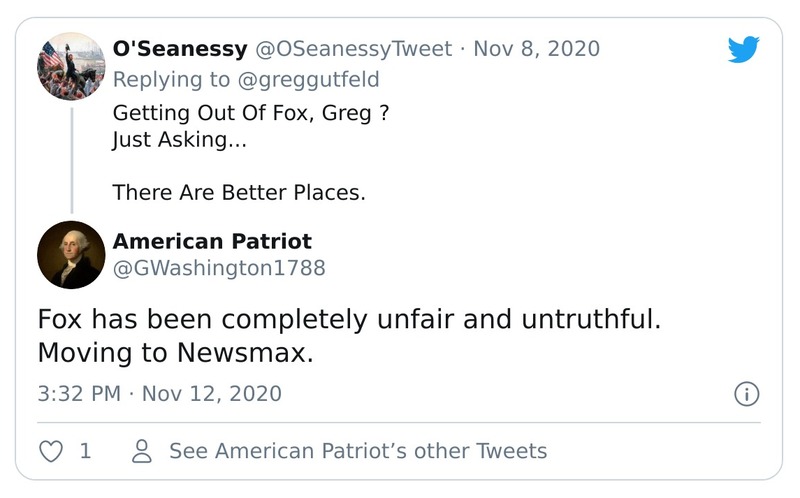 O'Seanessy @OSeanessyTweet · Nov 8, 2020
Replying to @greggutfeld
Getting Out Of Fox, Greg ?
Just Asking...
There Are Better Places.
American Patriot
@GWashington1788
Fox has been completely unfair and untruthful.
Moving to Newsmax.
3:32 PM · Nov 12, 2020
1
See American Patriot’s other Tweets